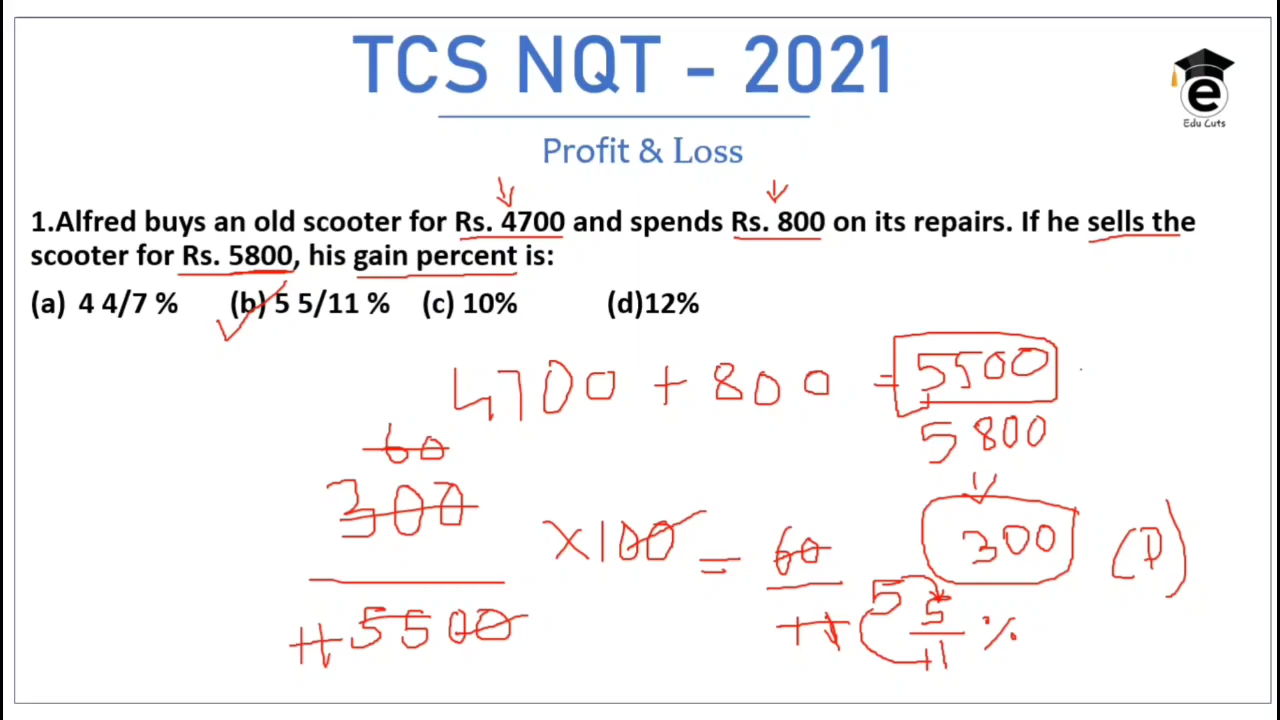 TCS NQT - 2021
e
Edu Cuts
Profit & Loss
1.Alfred buys an old scooter for Rs. 4700 and spends Rs. 800 on its repairs. If he sells the
scooter for Rs. 5800, his gain percent is:
(a) 4 4/7 % (b) 5 5/11 % (c) 10% (d)12%
4700 + 800 = 5500
5800
60
300
×100 = 60
300 (P)
11 5500
11
5 5/11 %